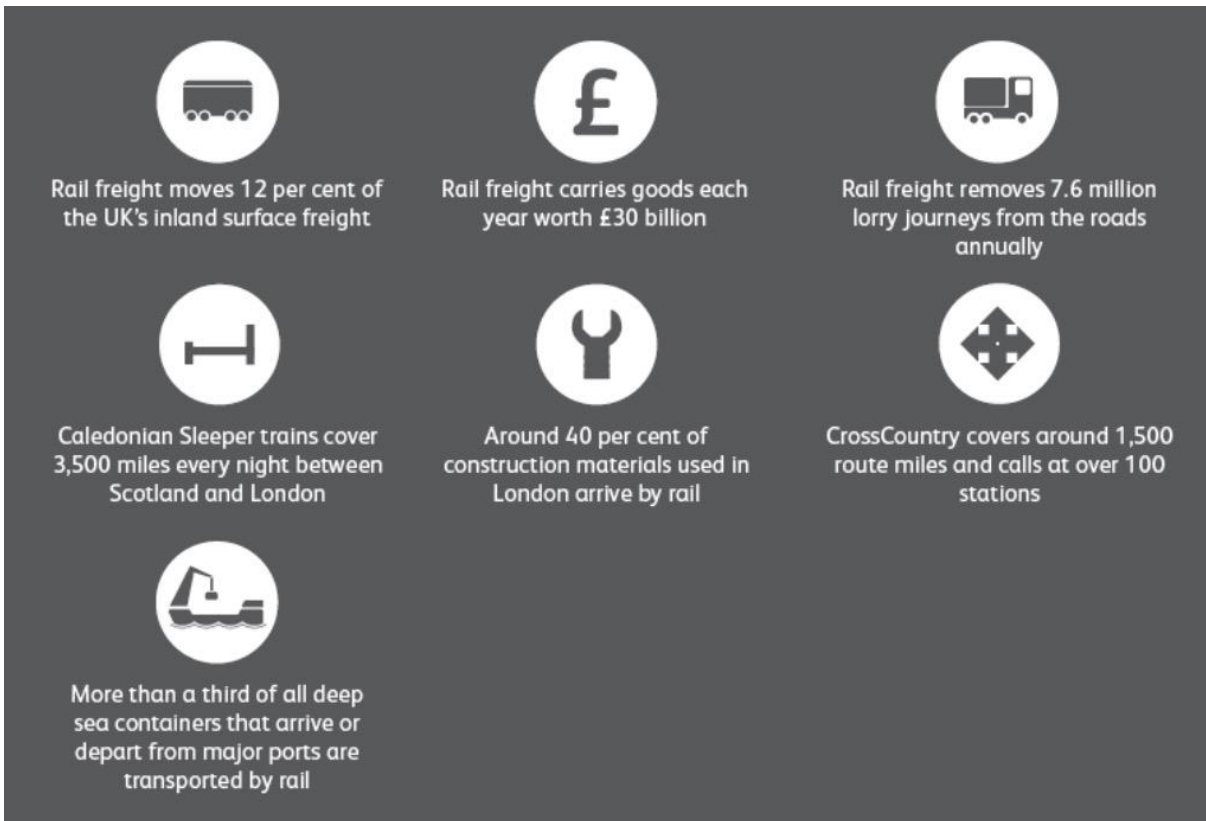 £
Rail freight moves 12 per cent of
the UK's inland surface freight
Rail freight carries goods each
year worth £30 billion
Rail freight removes 7.6 million
lorry journeys from the roads
annually
Caledonian Sleeper trains cover
3,500 miles every night between
Scotland and London
Around 40 per cent of
construction materials used in
London arrive by rail
CrossCountry covers around 1,500
route miles and calls at over 100
stations
More than a third of all deep
sea containers that arrive or
depart from major ports are
transported by rail